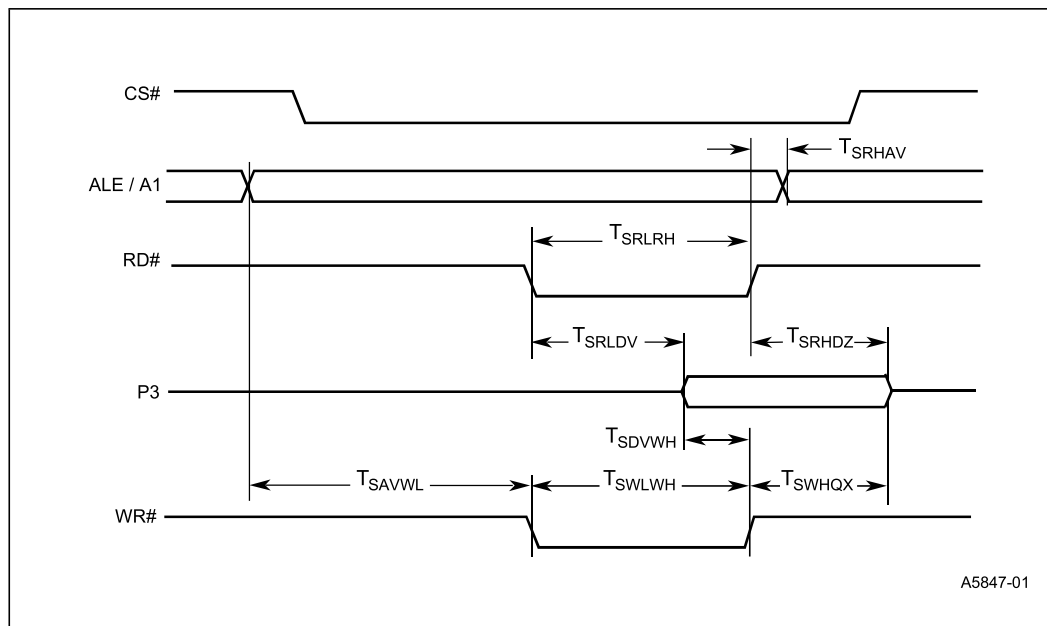 CS#
T_SRHAV
ALE / A1
T_SRLRH
RD#
T_SRLDV
T_SRHDZ
P3
T_SDVWH
T_SAVWL
T_SWLWH
T_SWHQX
WR#
A5847-01